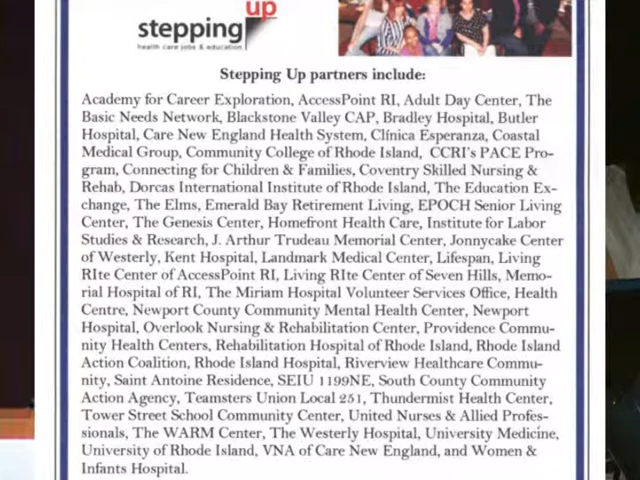 up
stepping
health care jobs & education
Stepping Up partners include:
Academy for Career Exploration, AccessPoint RI, Adult Day Center, The
Basic Needs Network, Blackstone Valley CAP, Bradley Hospital, Butler
Hospital, Care New England Health System, Clínica Esperanza, Coastal
Medical Group, Community College of Rhode Island,  CCRI's PACE Pro-
gram, Connecting for Children & Families, Coventry Skilled Nursing &
Rehab, Dorcas International Institute of Rhode Island, The Education Ex-
change, The Elms, Emerald Bay Retirement Living, EPOCH Senior Living
Center, The Genesis Center, Homefront Health Care, Institute for Labor
Studies & Research, J. Arthur Trudeau Memorial Center, Jonnycake Center
of Westerly, Kent Hospital, Landmark Medical Center, Lifespan, Living
RIte Center of AccessPoint RI, Living RIte Center of Seven Hills, Memo-
rial Hospital of RI, The Miriam Hospital Volunteer Services Office, Health
Centre, Newport County Community Mental Health Center, Newport
Hospital, Overlook Nursing & Rehabilitation Center, Providence Commu-
nity Health Centers, Rehabilitation Hospital of Rhode Island, Rhode Island
Action Coalition, Rhode Island Hospital, Riverview Healthcare Commu-
nity, Saint Antoine Residence, SEIU 1199NE, South County Community
Action Agency, Teamsters Union Local 251, Thundermist Health Center,
Tower Street School Community Center, United Nurses & Allied Profes-
sionals, The WARM Center, The Westerly Hospital, University Medicine,
University of Rhode Island, VNA of Care New England, and Women &
Infants Hospital.